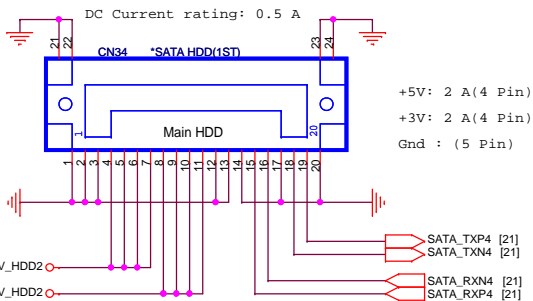 DC Current rating: 0.5 A
21
22
23
24
CN34 *SATA HDD(1ST)
+5V: 2 A(4 Pin)
+3V: 2 A(4 Pin)
Gnd : (5 Pin)
1
20
Main HDD
1
2
3
4
5
6
7
8
9
10
11
12
13
14
15
16
17
18
19
20
SATA_TXP4 [21]
SATA_TXN4 [21]
V_HDD2
SATA_RXN4 [21]
V_HDD2
SATA_RXP4 [21]